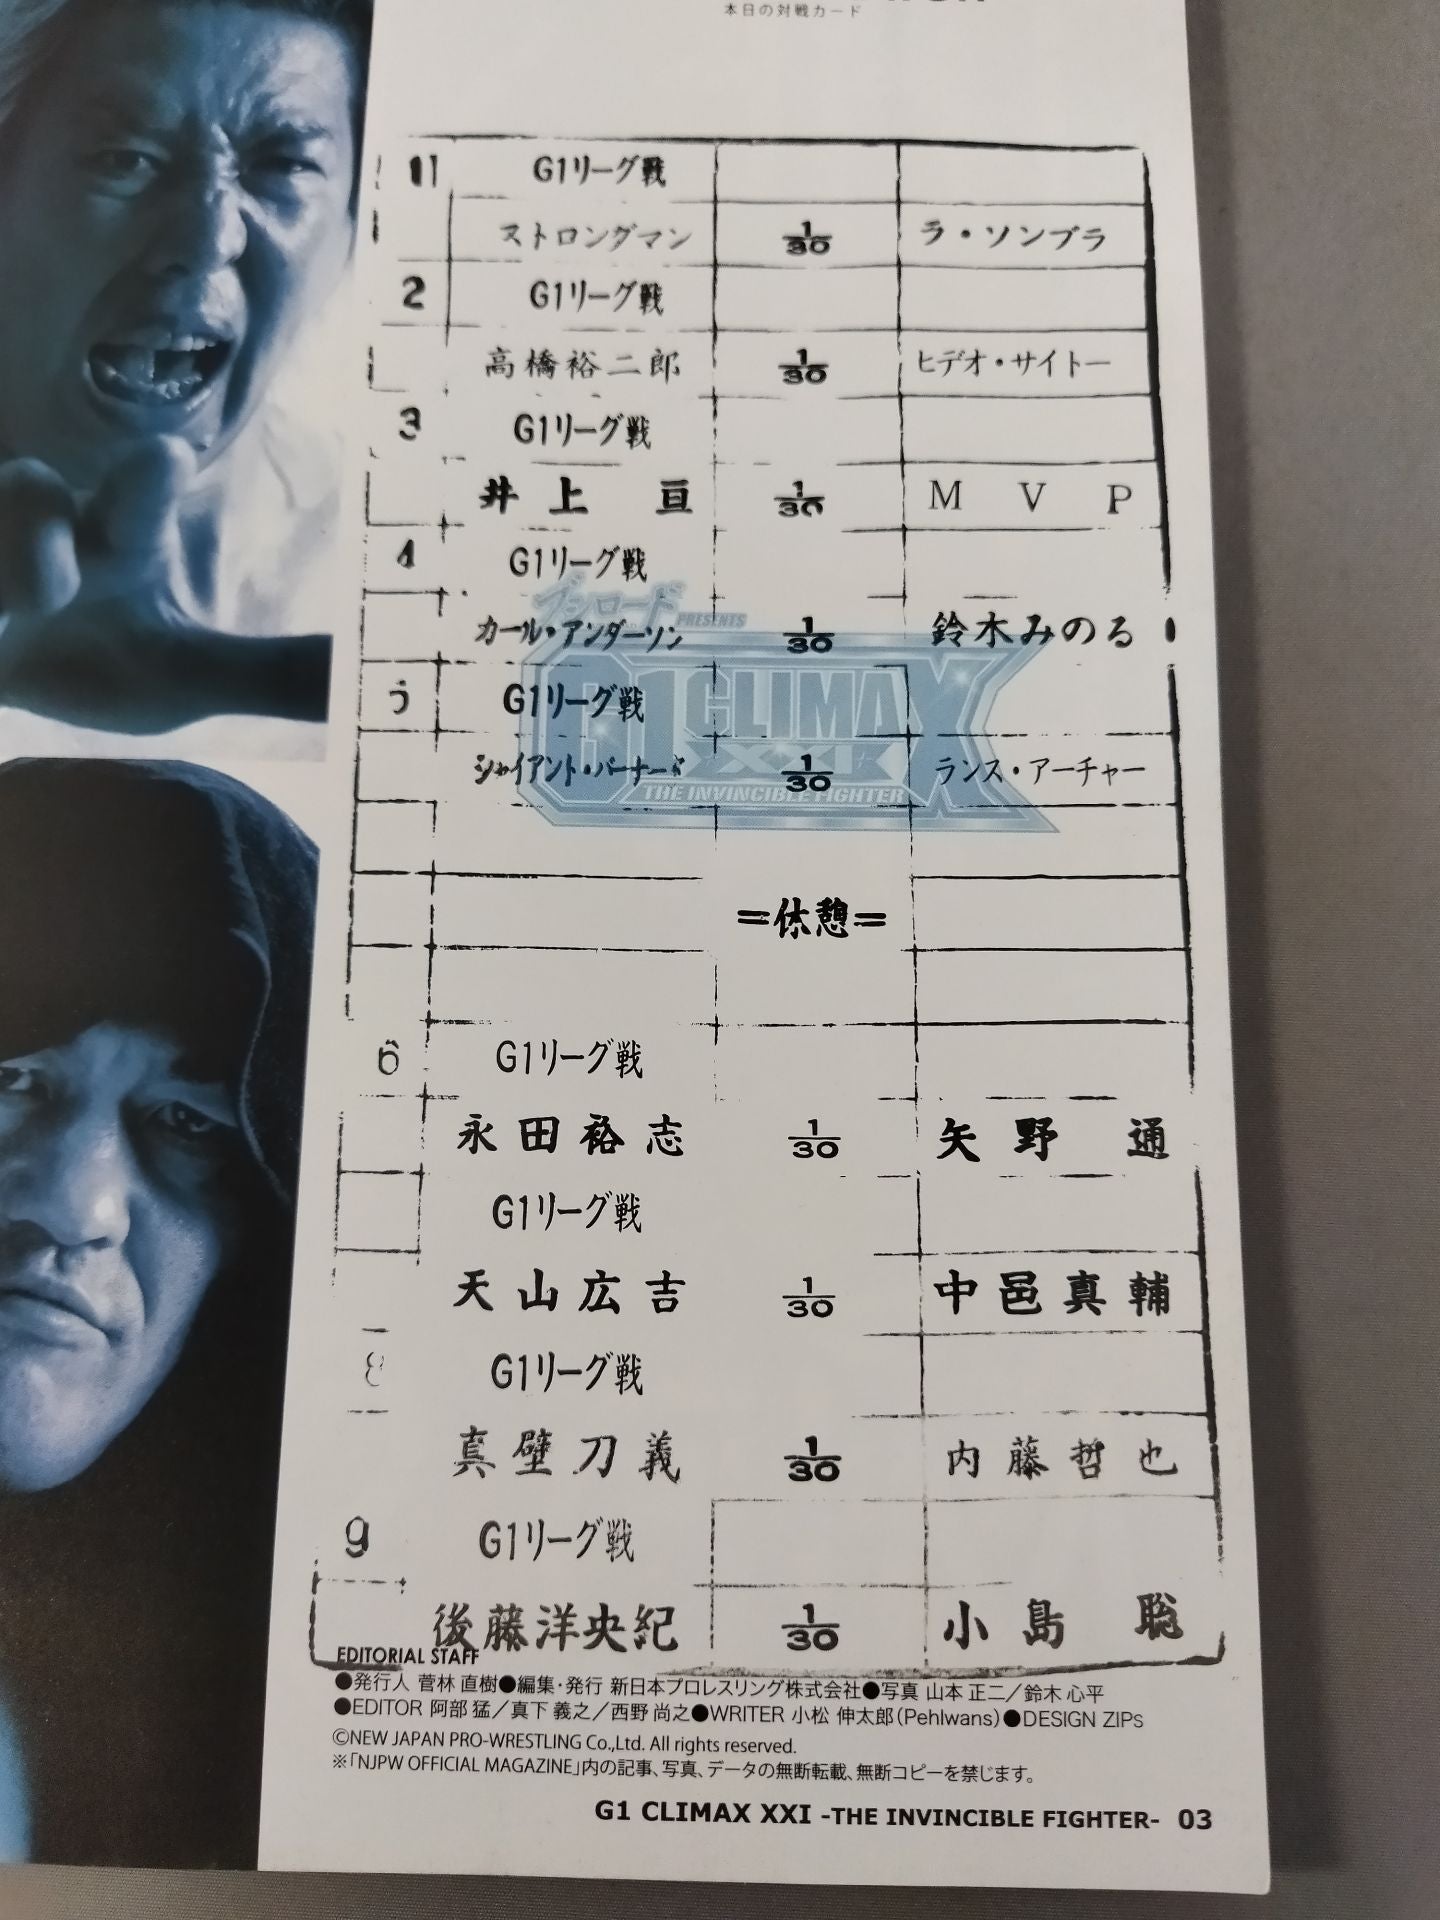 本日の対戦カード
1 G1リーグ戦
ストロングマン 1/30 ラ・ソンブラ
2 G1リーグ戦
高橋裕二郎 1/30 ヒデオ・サイトー
3 G1リーグ戦
井上 亘 1/30 MVP
4 G1リーグ戦
ブシロード PRESENTS
カール・アンダーソン 1/30 鈴木みのる
G1 CLIMAX XXI
5 G1リーグ戦
ジャイアント・バーナード 1/30 ランス・アーチャー
THE INVINCIBLE FIGHTER
=休憩=
6 G1リーグ戦
永田裕志 1/30 矢野 通
G1リーグ戦
天山広吉 1/30 中邑真輔
8 G1リーグ戦
真壁刀義 1/30 内藤哲也
9 G1リーグ戦
後藤洋央紀 1/30 小島 聡
EDITORIAL STAFF
●発行人 菅林 直樹●編集・発行 新日本プロレスリング株式会社●写真 山本 正二／鈴木 心平
●EDITOR 阿部 猛／真下 義之／西野 尚之●WRITER 小松 伸太郎(Pehlwans)●DESIGN ZIPs
©NEW JAPAN PRO-WRESTLING Co.,Ltd. All rights reserved.
※「NJPW OFFICIAL MAGAZINE」内の記事、写真、データの無断転載、無断コピーを禁じます。
G1 CLIMAX XXI -THE INVINCIBLE FIGHTER- 03